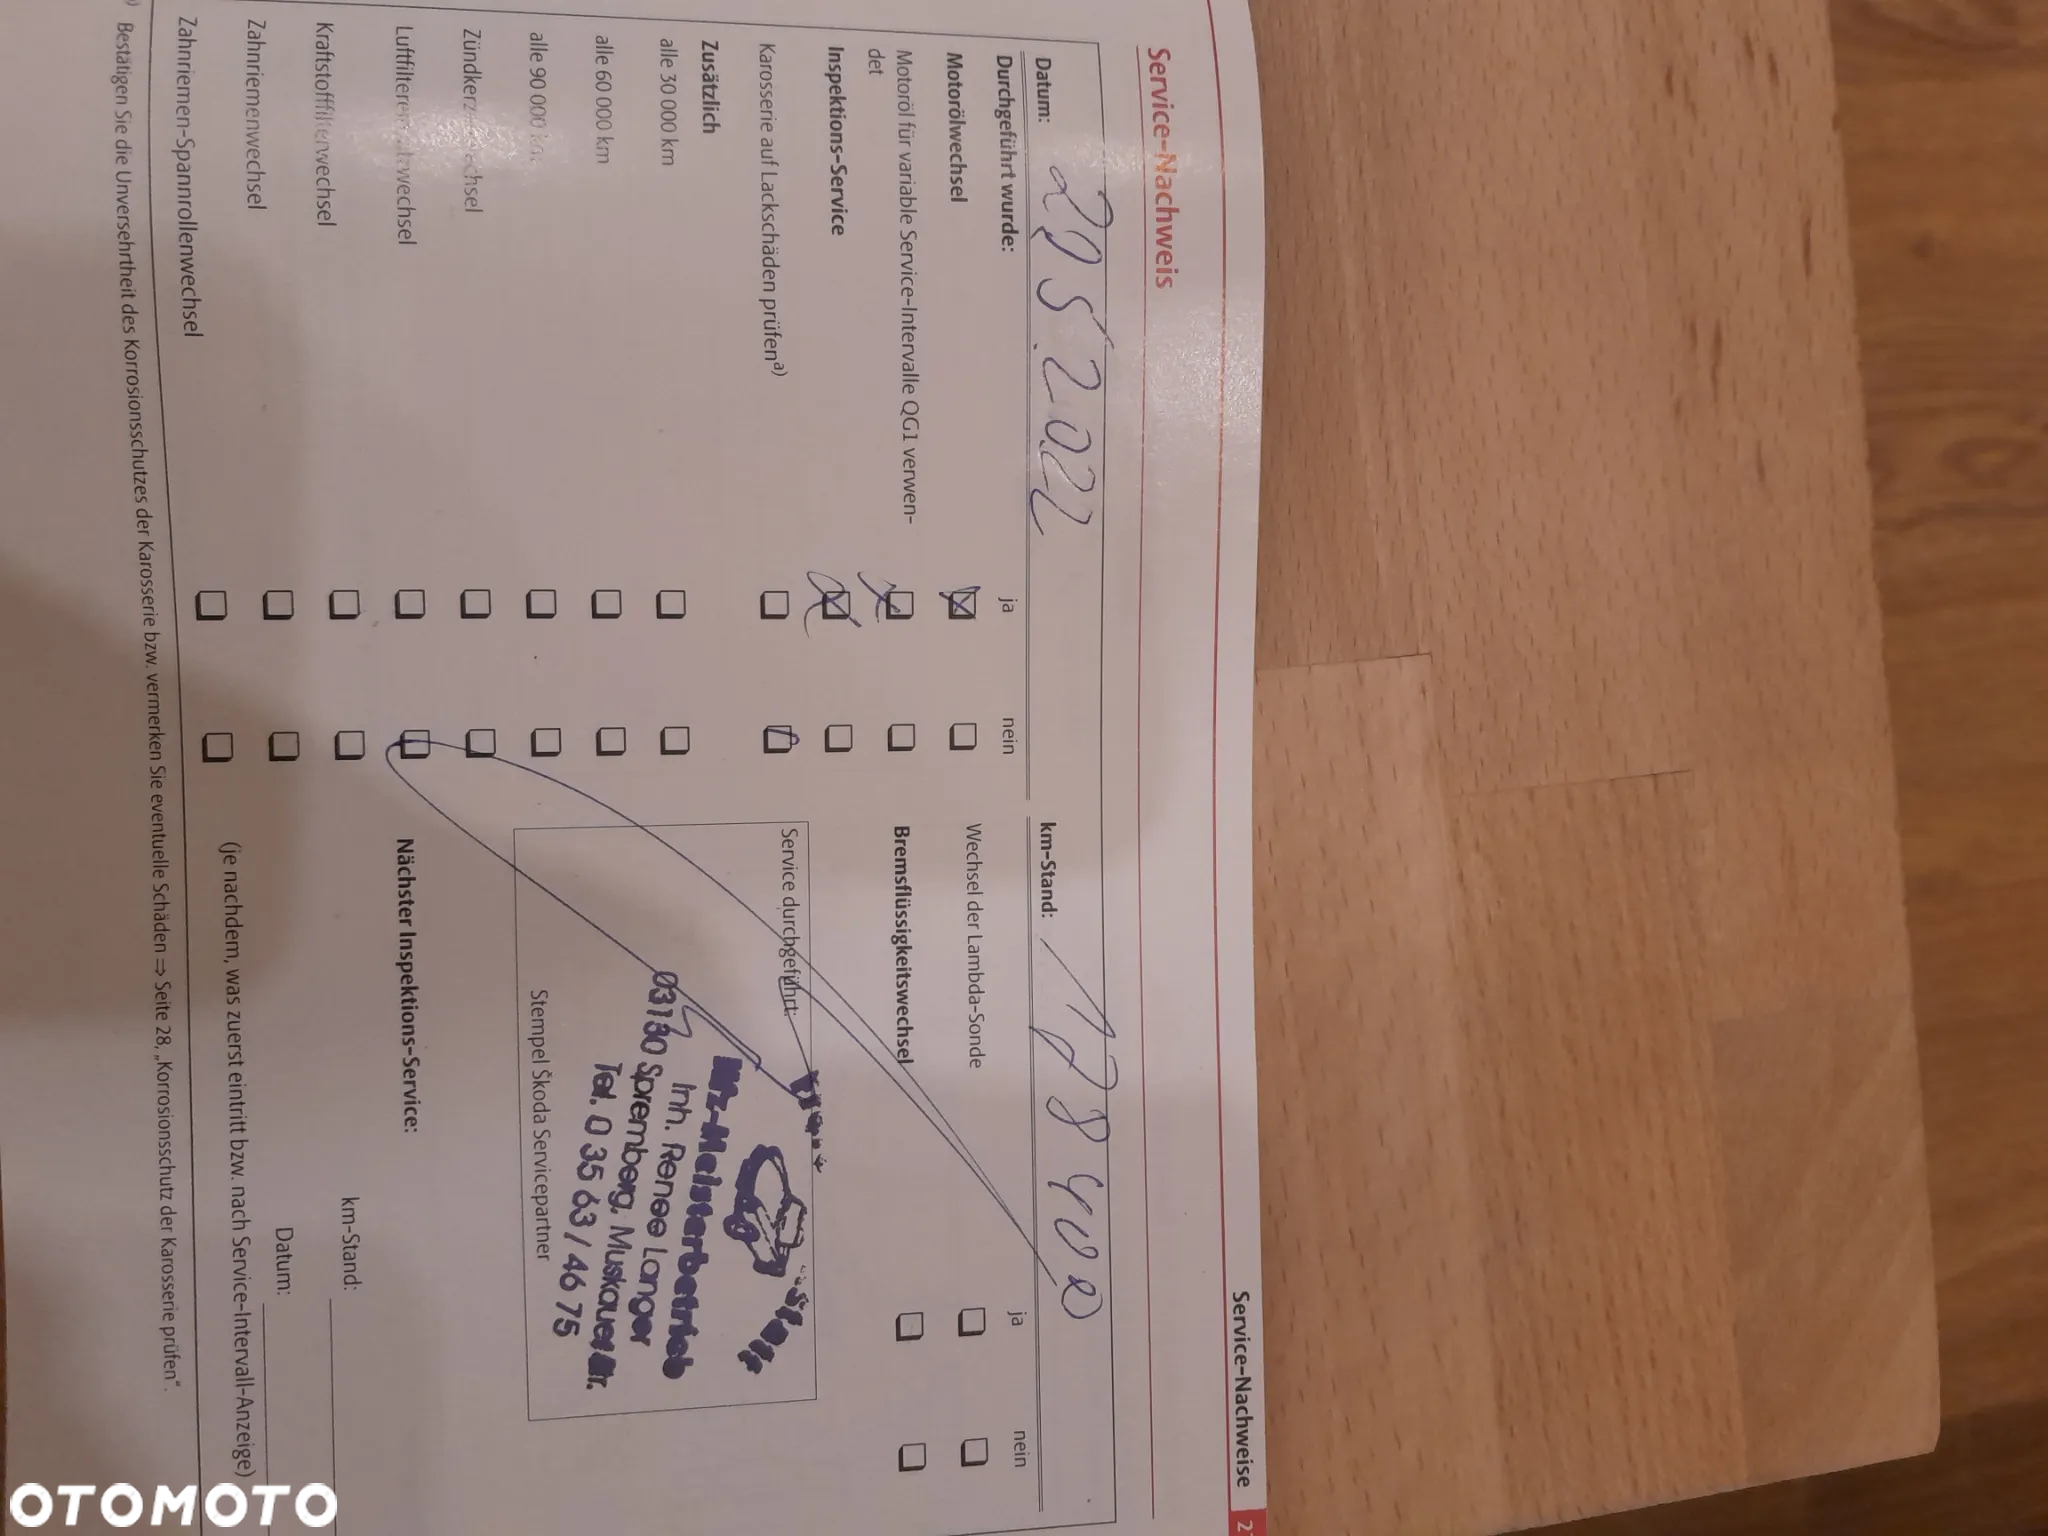 Service-Nachweise
Service-Nachweis
Datum: km-Stand: 178400
Durchgeführt wurde: ja nein ja nein
Motorölwechsel Wechsel der Lambda-Sonde
Motoröl für variable Service-Intervalle QG1 verwen-
det
Bremsflüssigkeitswechsel
Inspektions-Service
Karosserie auf Lackschäden prüfen a)
Service durchgeführt:
Zusätzlich
alle 30 000 km
alle 60 000 km
alle 90 000 km
Kfz-Meisterbetrieb
Inh. Renee Langer
03130 Spremberg, Muskauer Str.
Tel. 0 35 63 / 46 75
Stempel Škoda Servicepartner
Zündkerzenwechsel
Luftfiltereinsatzwechsel
Nächster Inspektions-Service:
Kraftstofffilterwechsel
km-Stand:
Zahnriemenwechsel
Datum:
Zahnriemen-Spannrollenwechsel
(je nachdem, was zuerst eintritt bzw. nach Service-Intervall-Anzeige)
Bestätigen Sie die Unversehrtheit des Korrosionsschutzes der Karosserie bzw. vermerken Sie eventuelle Schäden ⇒ Seite 28, „Korrosionsschutz der Karosserie prüfen“.
OTOMOTO